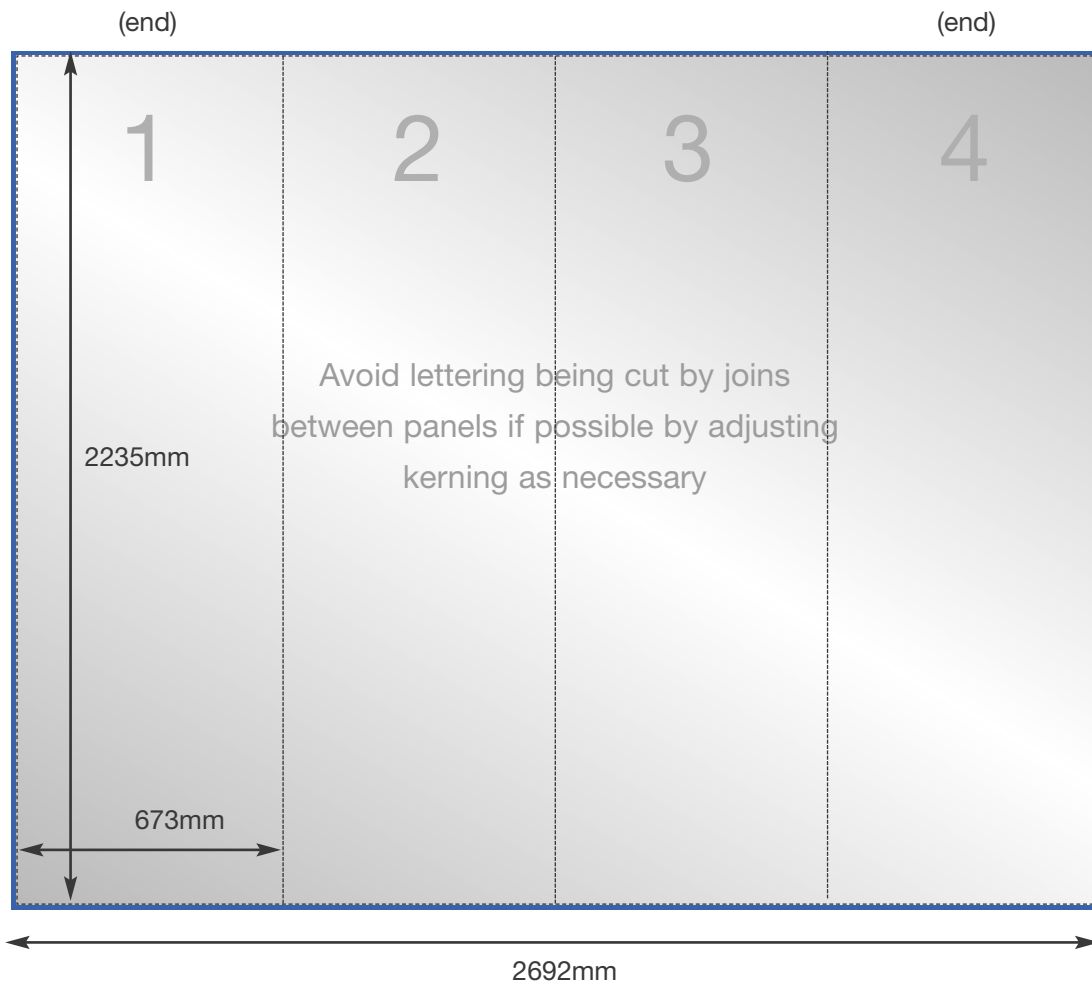 (end) (end)
1 2 3 4
Avoid lettering being cut by joins
between panels if possible by adjusting
2235mm
kerning as necessary
673mm
2692mm